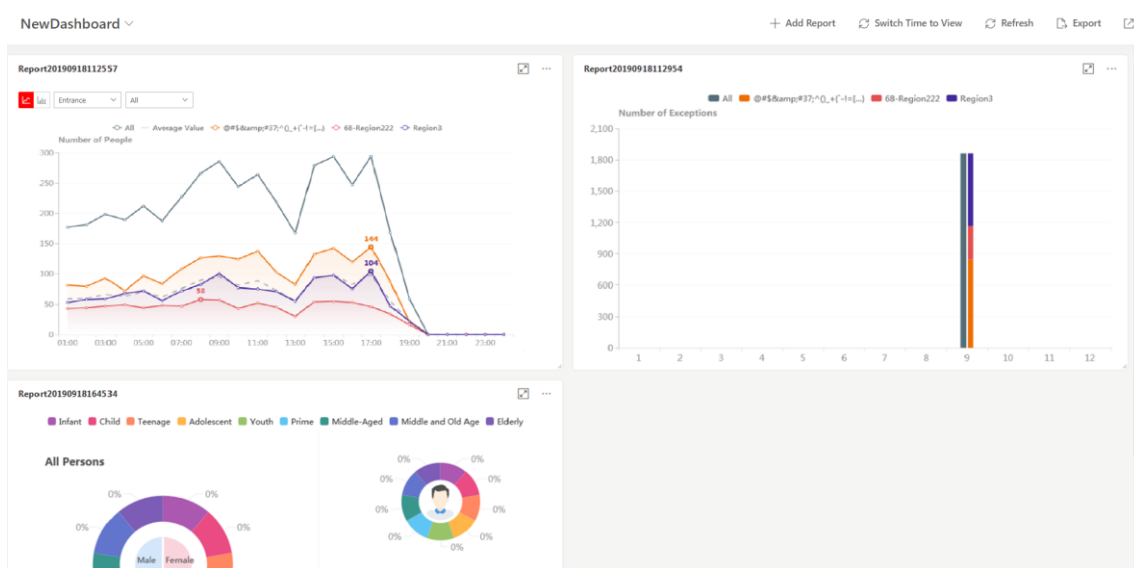 NewDashboard
Add Report Switch Time to View Refresh Export
Report20190918112557
Entrance All
All Average Value @#$&amp;#37;^()_+{`-!=[...) 68-Region222 Region3
Number of People
300
250
200
150
100
50
0
144
104
58
01:00 03:00 05:00 07:00 09:00 11:00 13:00 15:00 17:00 19:00 21:00 23:00
Report20190918112954
All @#$&amp;#37;^()_+{`-!=[...) 68-Region222 Region3
Number of Exceptions
2,100
1,800
1,500
1,200
900
600
300
0
1 2 3 4 5 6 7 8 9 10 11 12
Report20190918164534
Infant Child Teenage Adolescent Youth Prime Middle-Aged Middle and Old Age Elderly
All Persons
0% 0%
0% 0%
Male Female
0% 0%
0% 0%
0% 0%
0% 0%
0%